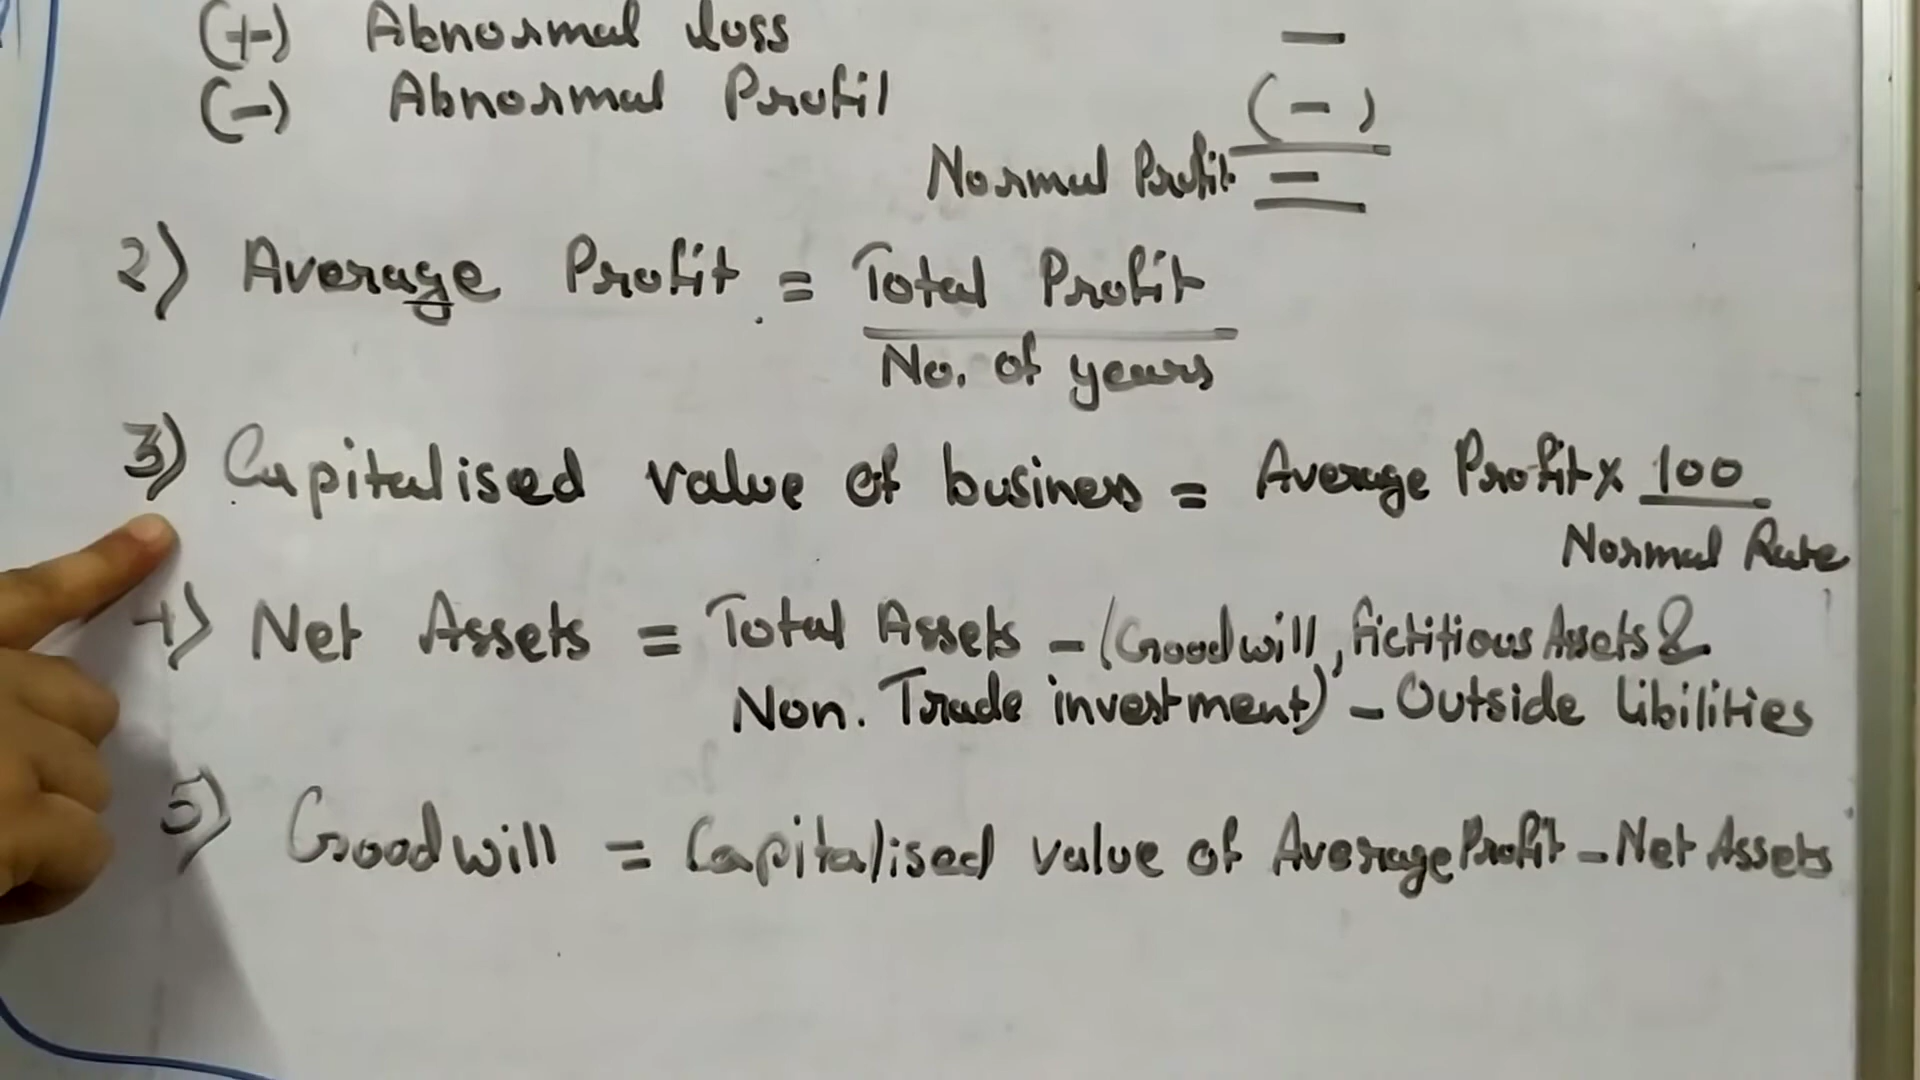 (+) Abnormal loss —
(-) Abnormal Profit (-)
Normal Profit —
2) Average Profit = Total Profit
No. of years
3) Capitalised value of business = Average Profit x 100
Normal Rate
4) Net Assets = Total Assets - (Goodwill, fictitious Assets &
Non. Trade investment) - Outside libilities
5) Goodwill = Capitalised value of Average Profit - Net Assets